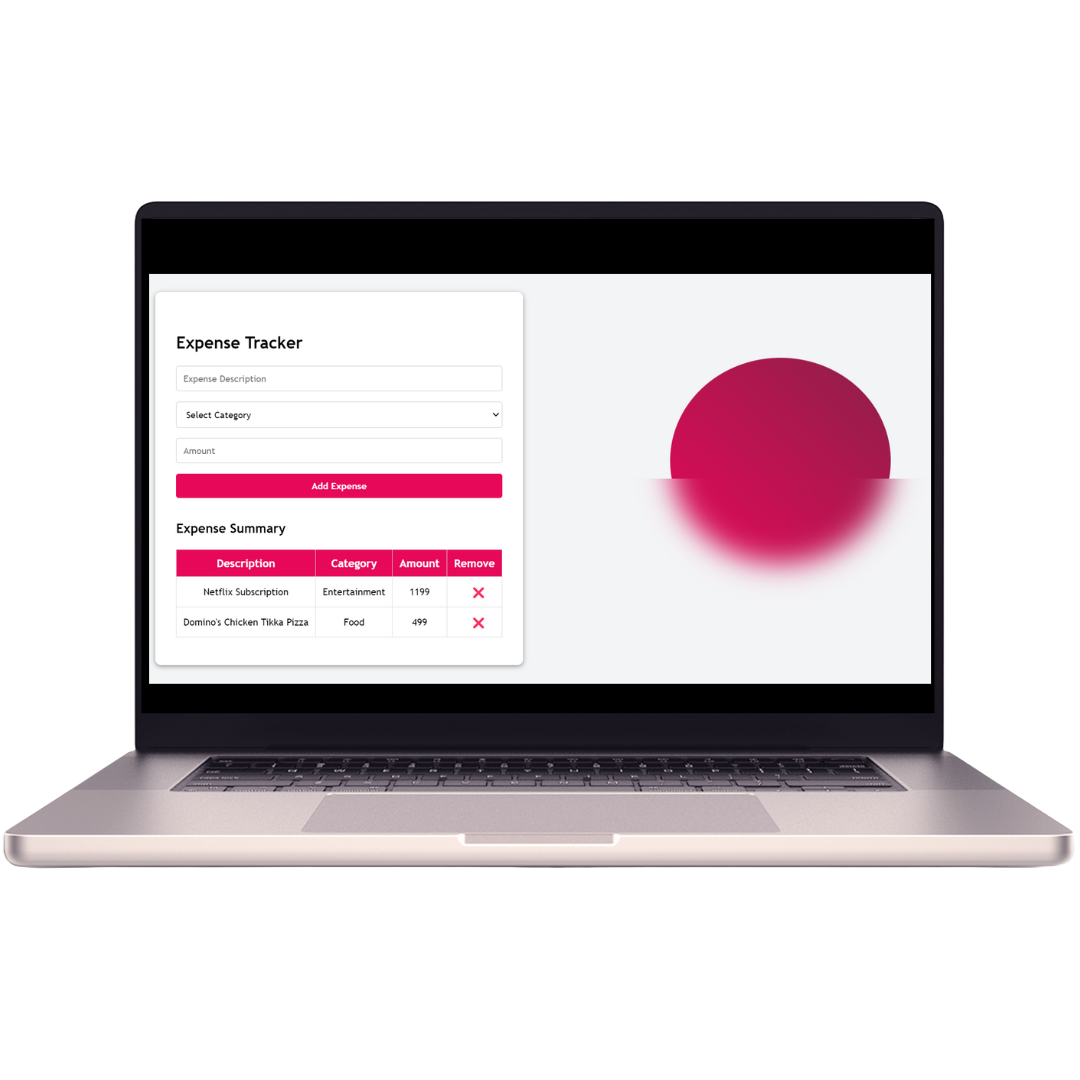 Expense Tracker
Expense Description
Select Category
Amount
Add Expense
Expense Summary
Description Category Amount Remove
Netflix Subscription Entertainment 1199
Domino's Chicken Tikka Pizza Food 499